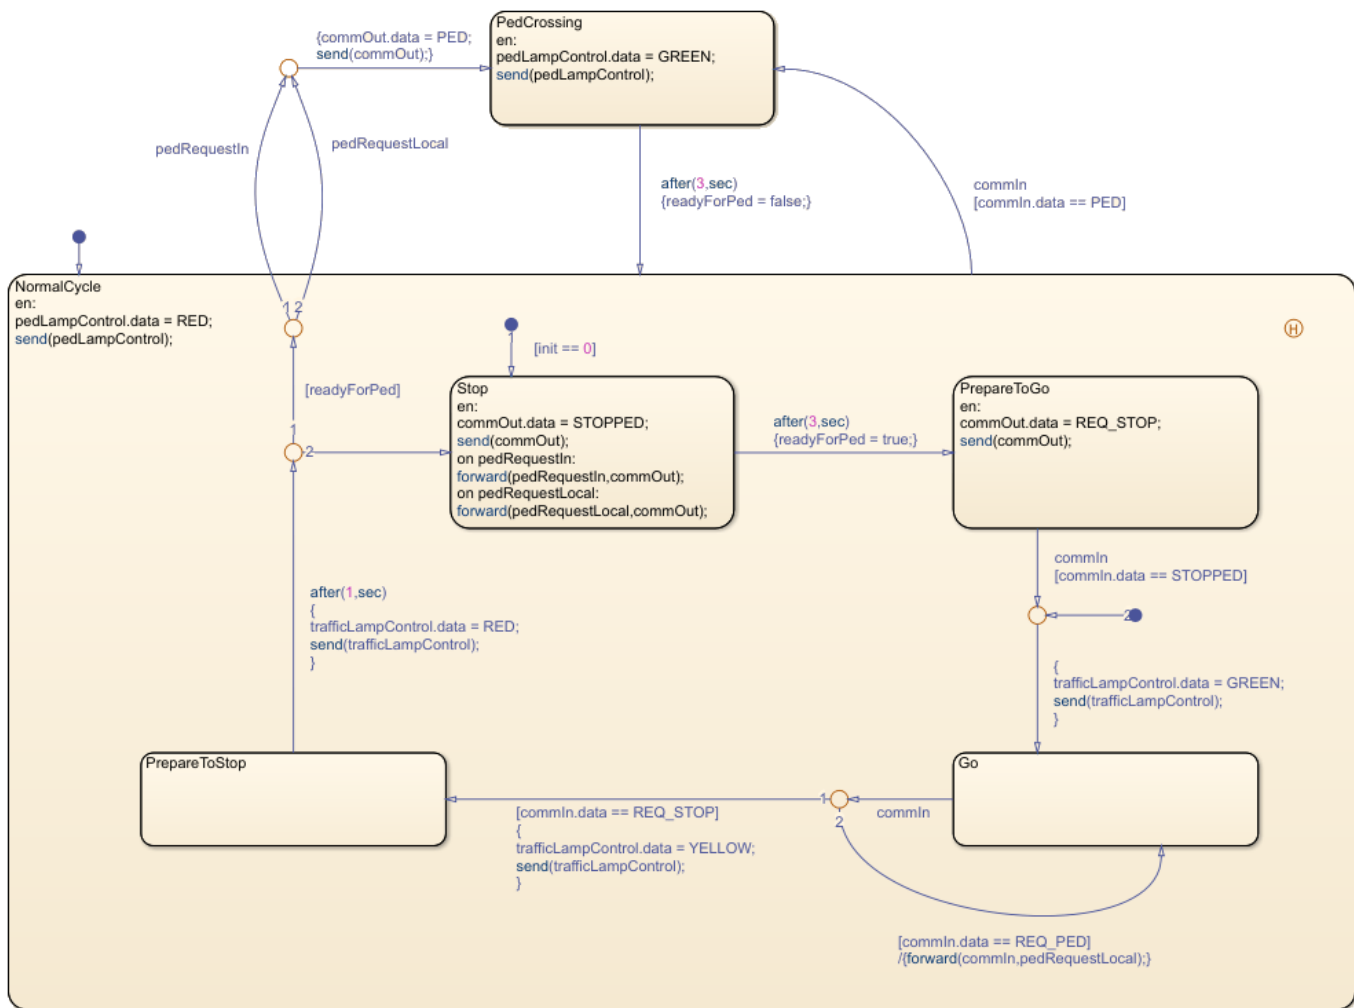 PedCrossing
en:
pedLampControl.data = GREEN;
send(pedLampControl);
{commOut.data = PED;
send(commOut);}
pedRequestIn
pedRequestLocal
after(3,sec)
{readyForPed = false;}
commIn
[commIn.data == PED]
NormalCycle
en:
pedLampControl.data = RED;
send(pedLampControl);
1
2
H
1
[init == 0]
[readyForPed]
1
2
Stop
en:
commOut.data = STOPPED;
send(commOut);
on pedRequestIn:
forward(pedRequestIn,commOut);
on pedRequestLocal:
forward(pedRequestLocal,commOut);
after(3,sec)
{readyForPed = true;}
PrepareToGo
en:
commOut.data = REQ_STOP;
send(commOut);
commIn
[commIn.data == STOPPED]
2
after(1,sec)
{
trafficLampControl.data = RED;
send(trafficLampControl);
}
{
trafficLampControl.data = GREEN;
send(trafficLampControl);
}
PrepareToStop
Go
1
2
commIn
[commIn.data == REQ_STOP]
{
trafficLampControl.data = YELLOW;
send(trafficLampControl);
}
[commIn.data == REQ_PED]
/{forward(commIn,pedRequestLocal);}